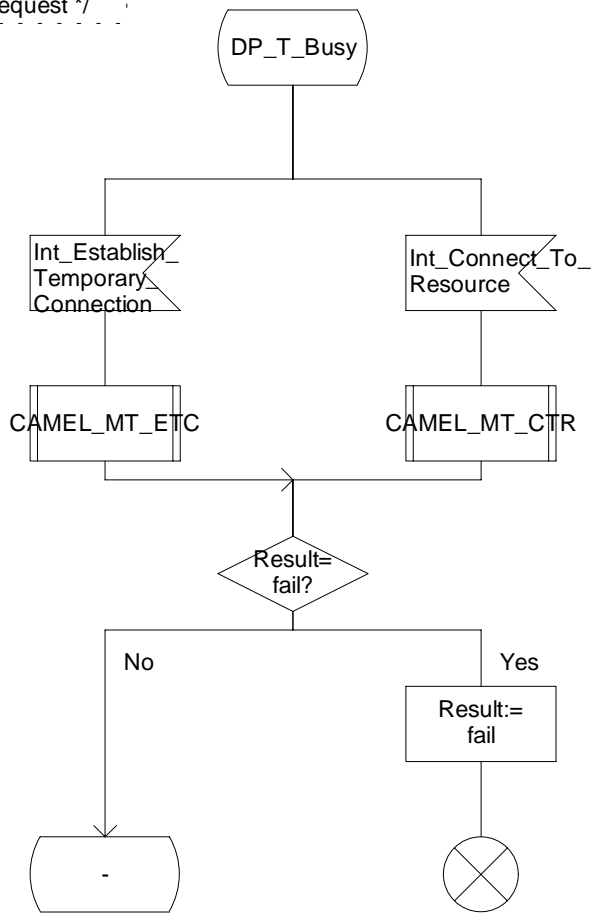 equest */
DP_T_Busy
Int_Establish_
Temporary_
Connection
Int_Connect_To_
Resource
CAMEL_MT_ETC
CAMEL_MT_CTR
Result=
fail?
No
Yes
Result:=
fail
-